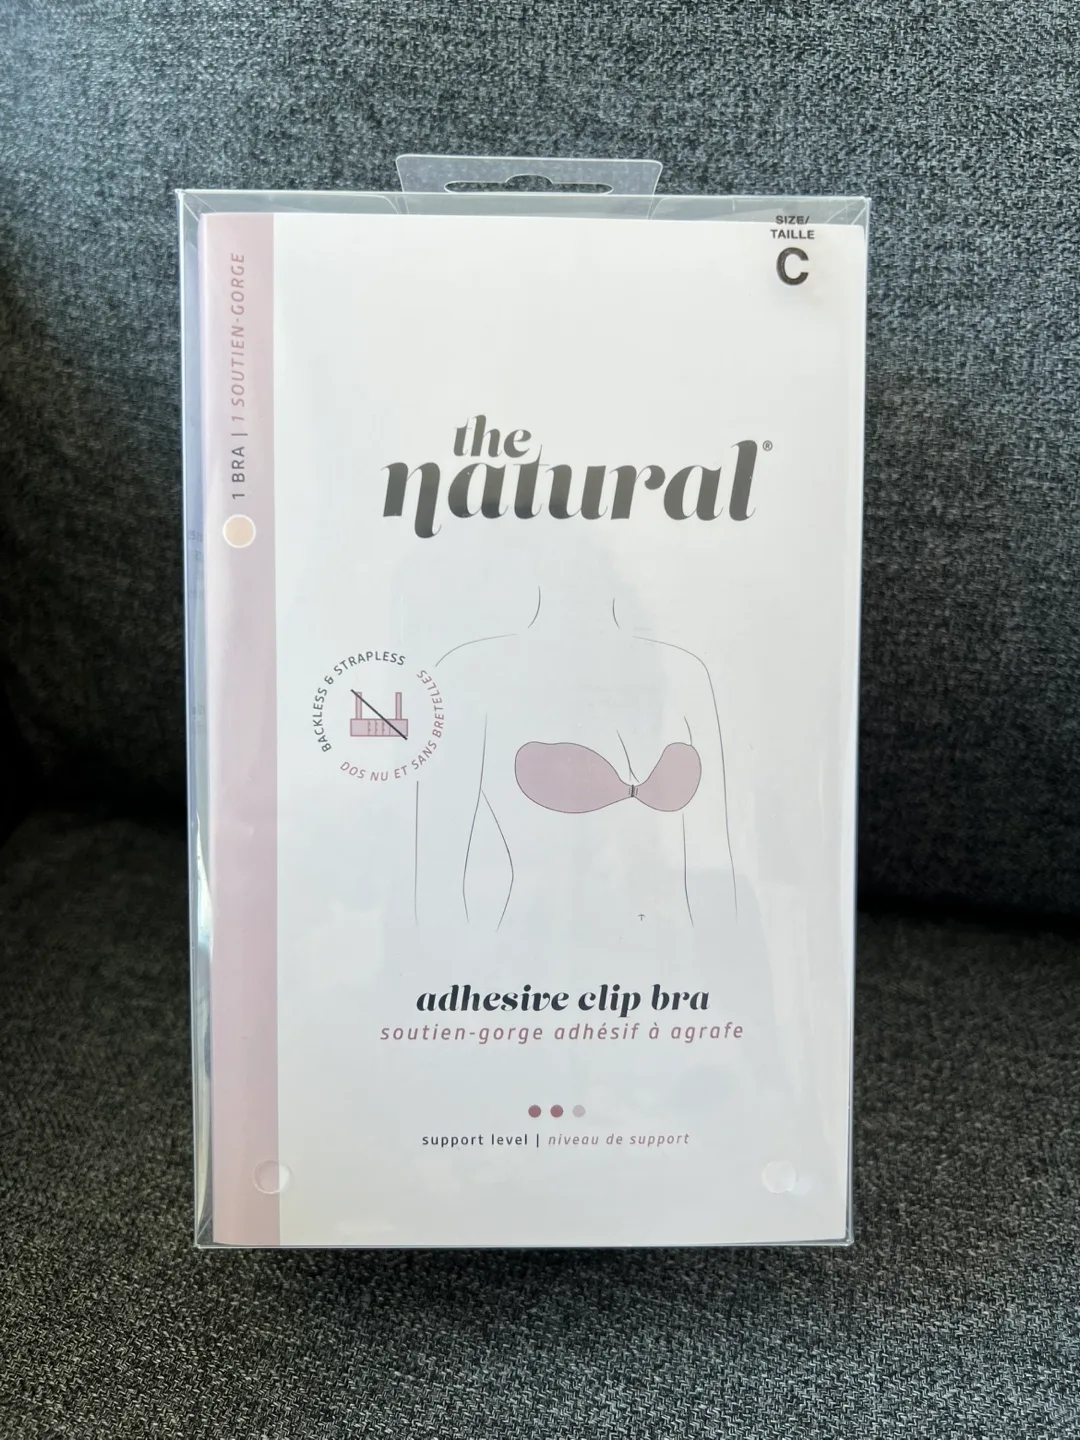 SIZE/
TAILLE
C
1 BRA | 1 SOUTIEN-GORGE
the
natural®
BACKLESS & STRAPLESS
DOS NU ET SANS BRETELLES
adhesive clip bra
soutien-gorge adhésif à agrafe
support level | niveau de support